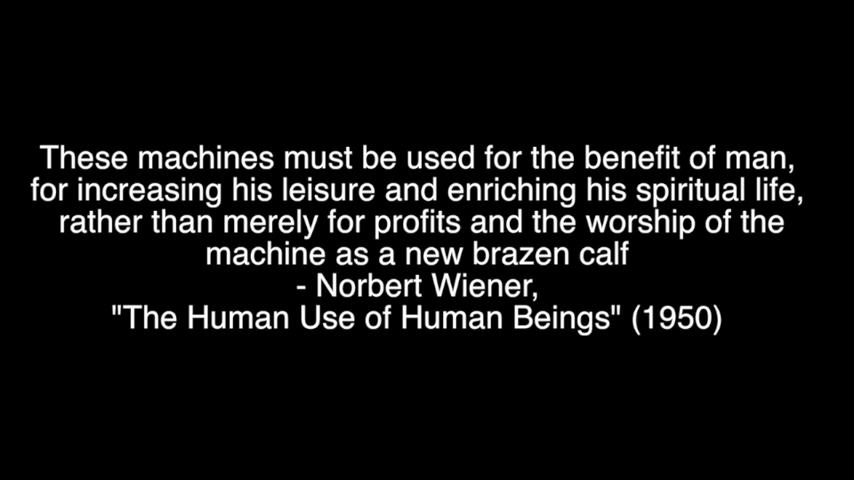 These machines must be used for the benefit of man,
for increasing his leisure and enriching his spiritual life,
rather than merely for profits and the worship of the
machine as a new brazen calf
- Norbert Wiener,
"The Human Use of Human Beings" (1950)